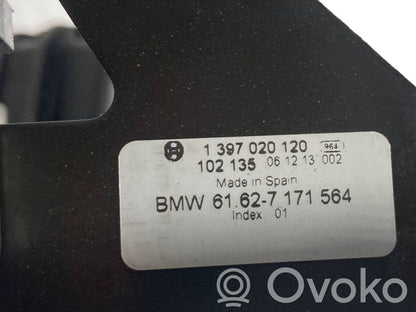 1 397 020 120 964
102 135 06 12 13 002
Made in Spain
BMW 61.62-7 171 564
Index 01
Ovoko